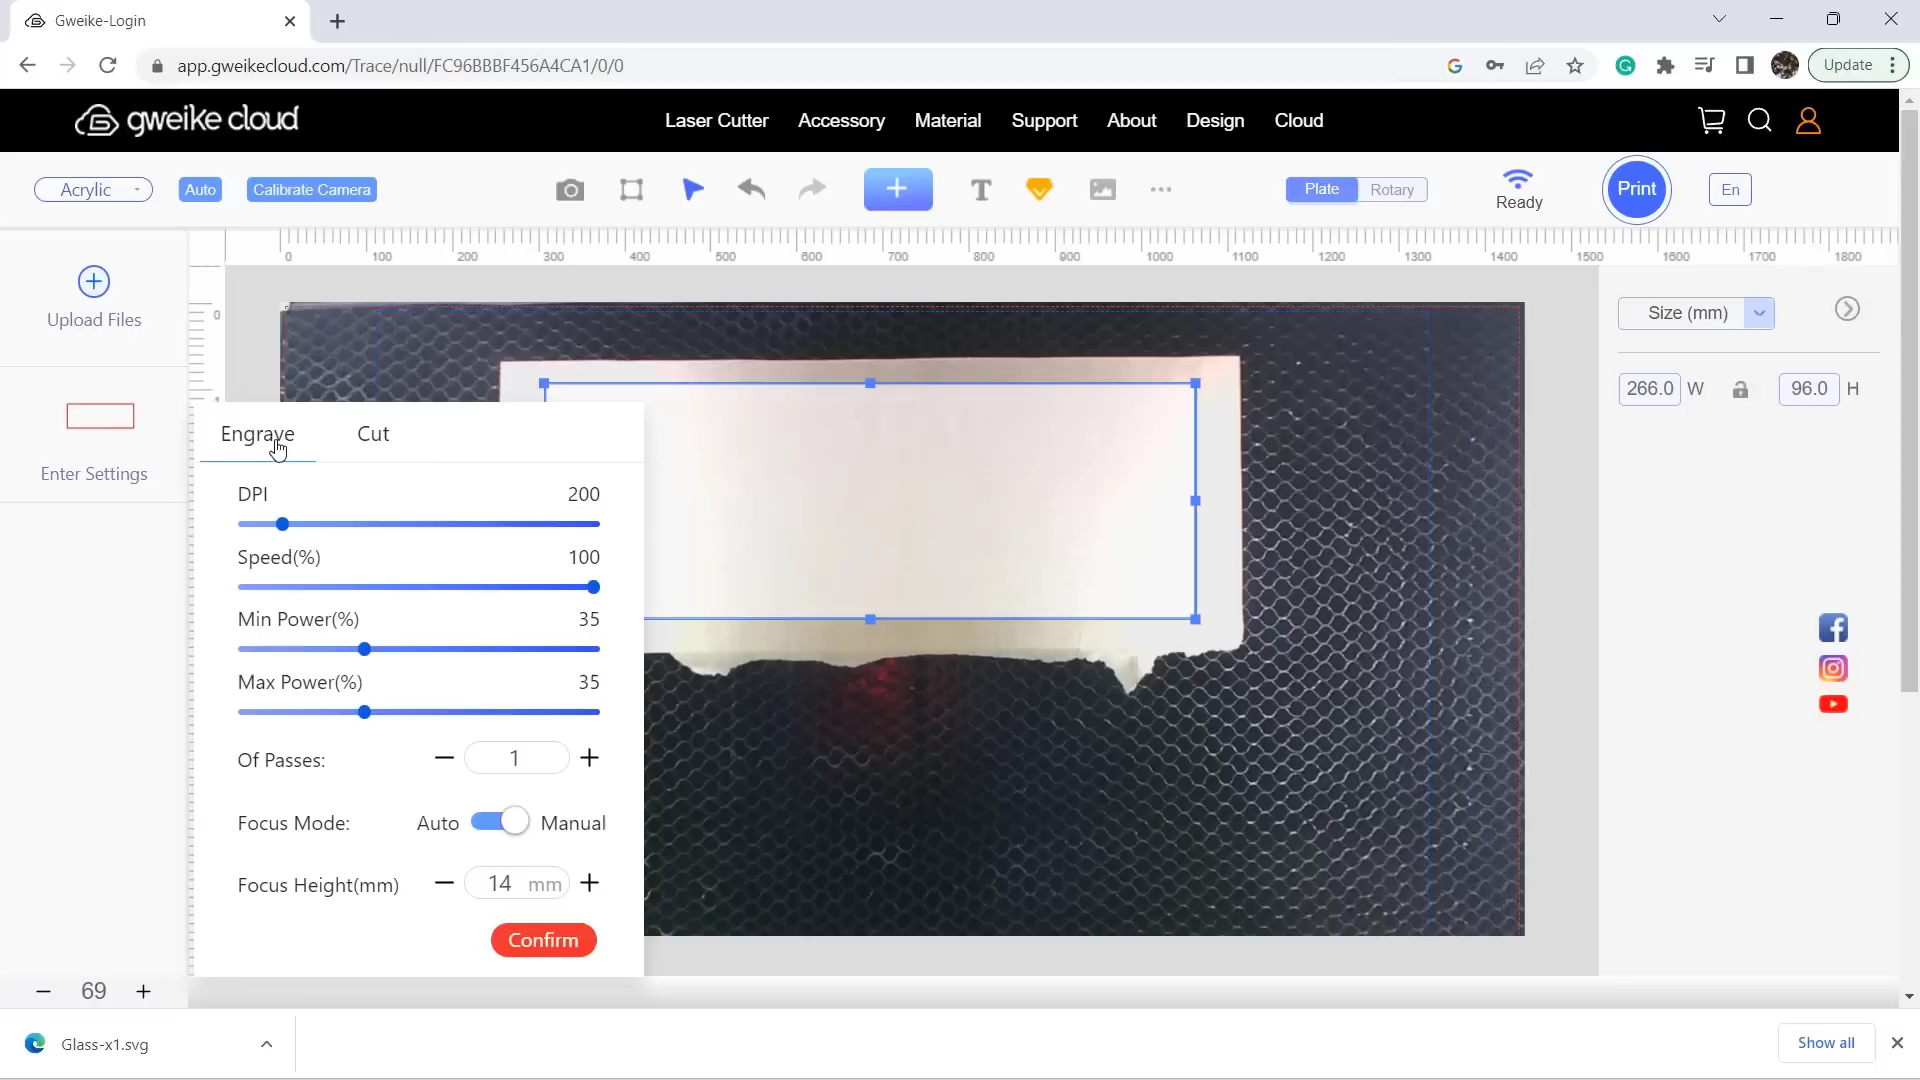 Gweike-Login
app.gweikecloud.com/Trace/null/FC96BBBF456A4CA1/0/0
Update
gweike cloud
Laser Cutter Accessory Material Support About Design Cloud
Acrylic Auto Calibrate Camera
Plate Rotary
Ready
Print
En
0 100 200 300 400 500 600 700 800 900 1000 1100 1200 1300 1400 1500 1600 1700 1800
0
1
Upload Files
Enter Settings
Size (mm)
266.0 W 96.0 H
Engrave Cut
DPI 200
Speed(%) 100
Min Power(%) 35
Max Power(%) 35
Of Passes: 1
Focus Mode: Auto Manual
Focus Height(mm) 14 mm
Confirm
69
Glass-x1.svg
Show all